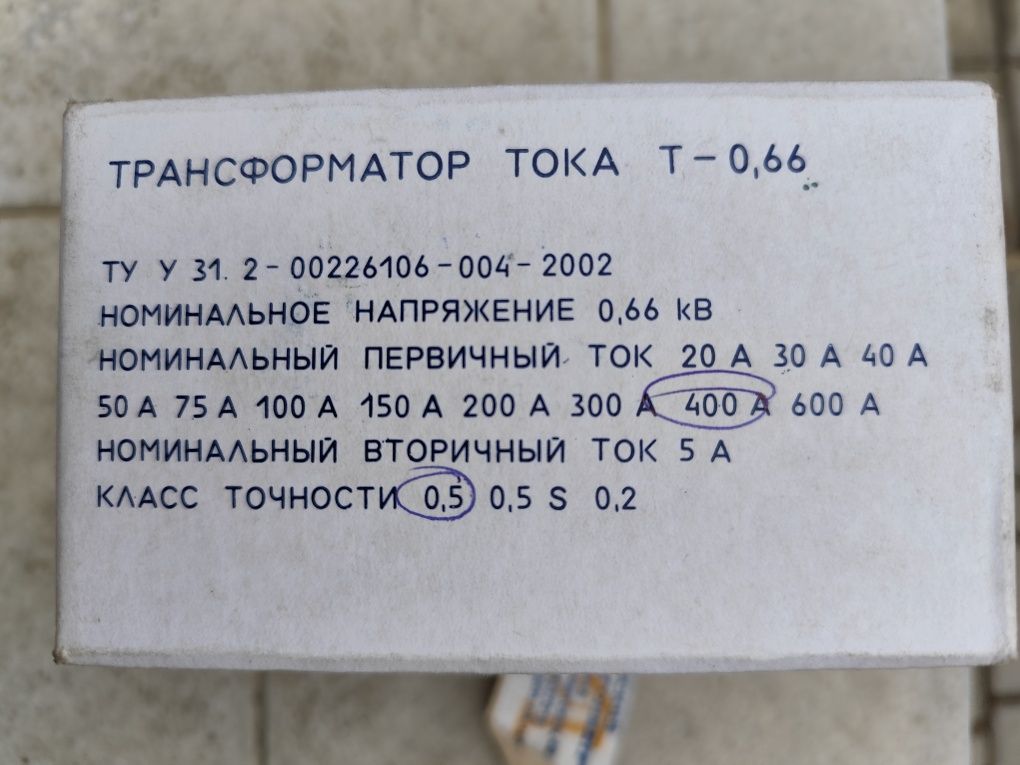 ТРАНСФОРМАТОР ТОКА Т-0,66
ТУ У 31. 2-00226106-004-2002
НОМИНАЛЬНОЕ НАПРЯЖЕНИЕ 0,66 kВ
НОМИНАЛЬНЫЙ ПЕРВИЧНЫЙ ТОК 20 А 30 А 40 А
50 А 75 А 100 А 150 А 200 А 300 А 400 А 600 А
НОМИНАЛЬНЫЙ ВТОРИЧНЫЙ ТОК 5 А
КЛАСС ТОЧНОСТИ 0,5 0,5 S 0,2